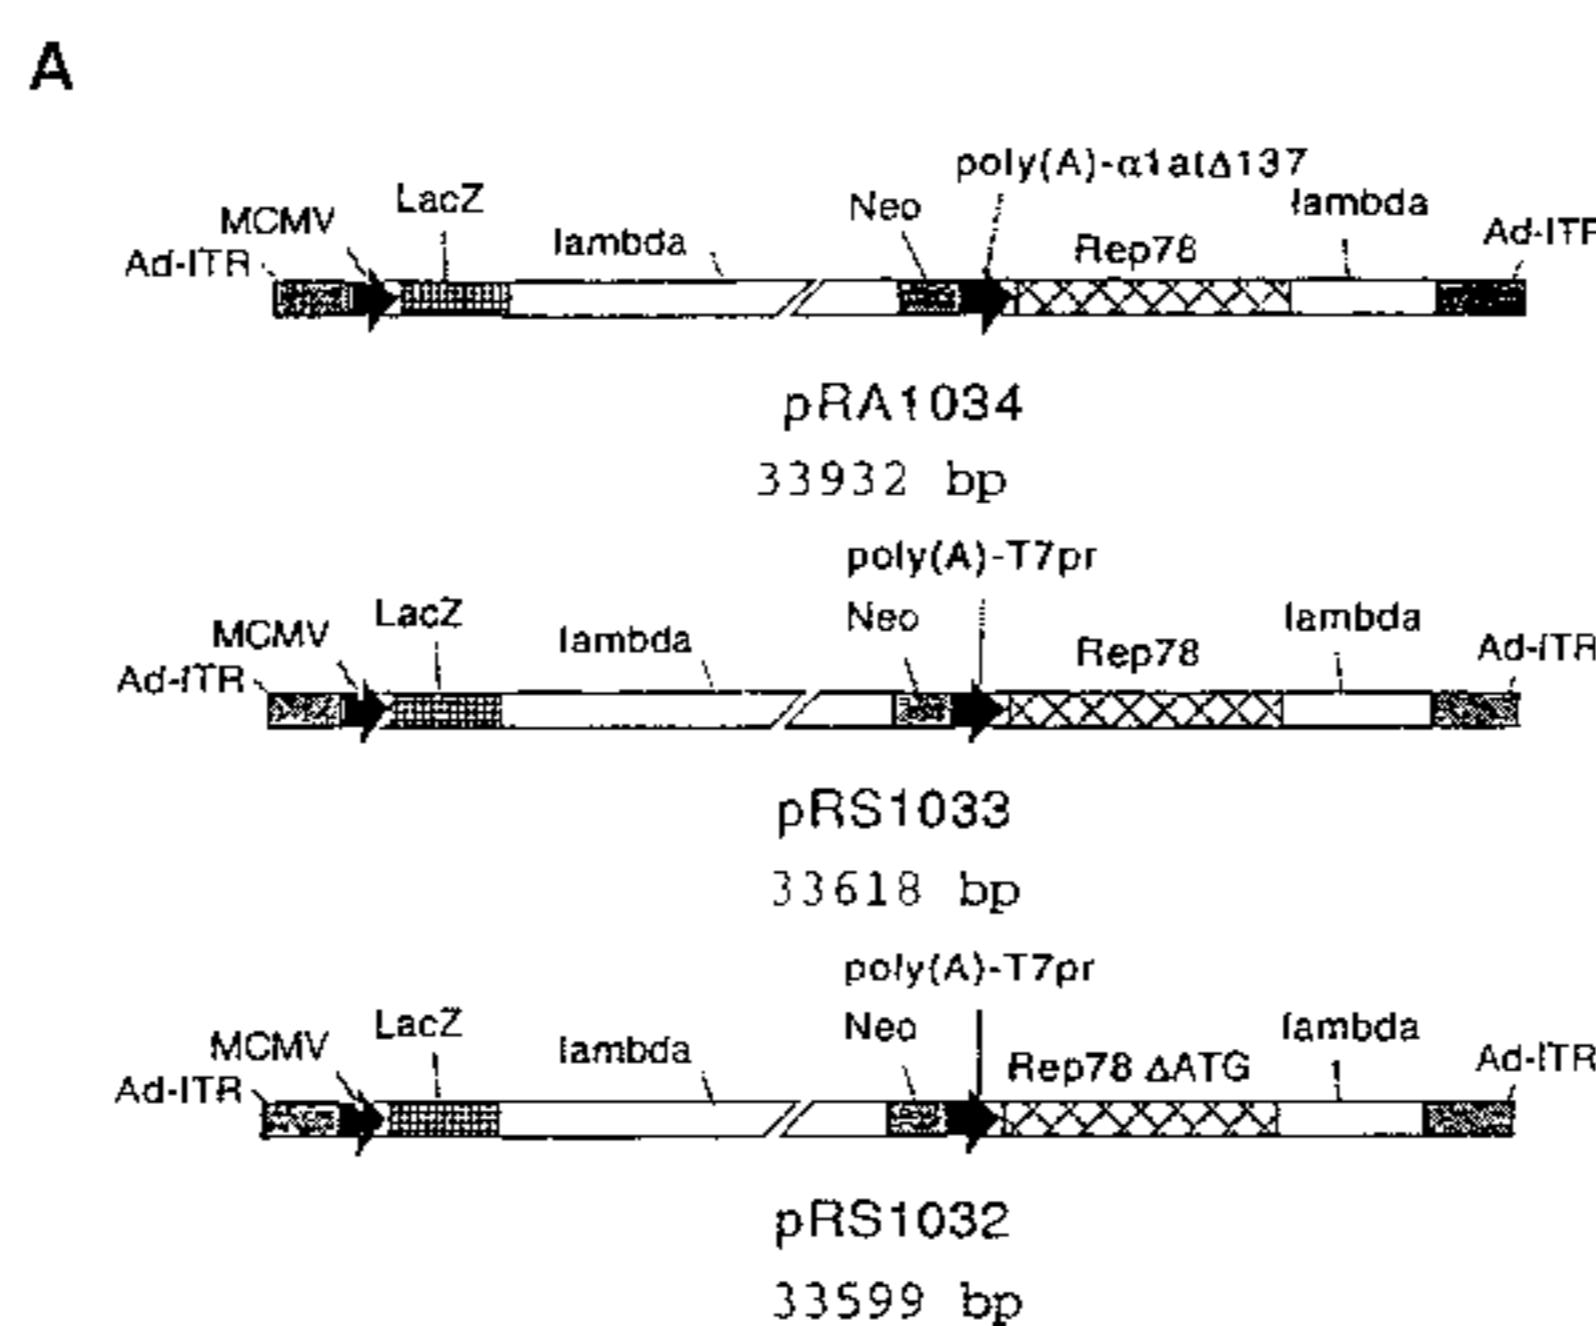 A
poly(A)-α1atΔ137
LacZ
Neo
lambda
MCMV
lambda
Rep78
Ad-ITR
Ad-ITR
pRA1034
33932 bp
poly(A)-T7pr
LacZ
Neo
lambda
MCMV
lambda
Rep78
Ad-ITR
Ad-ITR
pRS1033
33618 bp
poly(A)-T7pr
LacZ
Neo
lambda
MCMV
lambda
Rep78 ΔATG
Ad-ITR
Ad-ITR
pRS1032
33599 bp